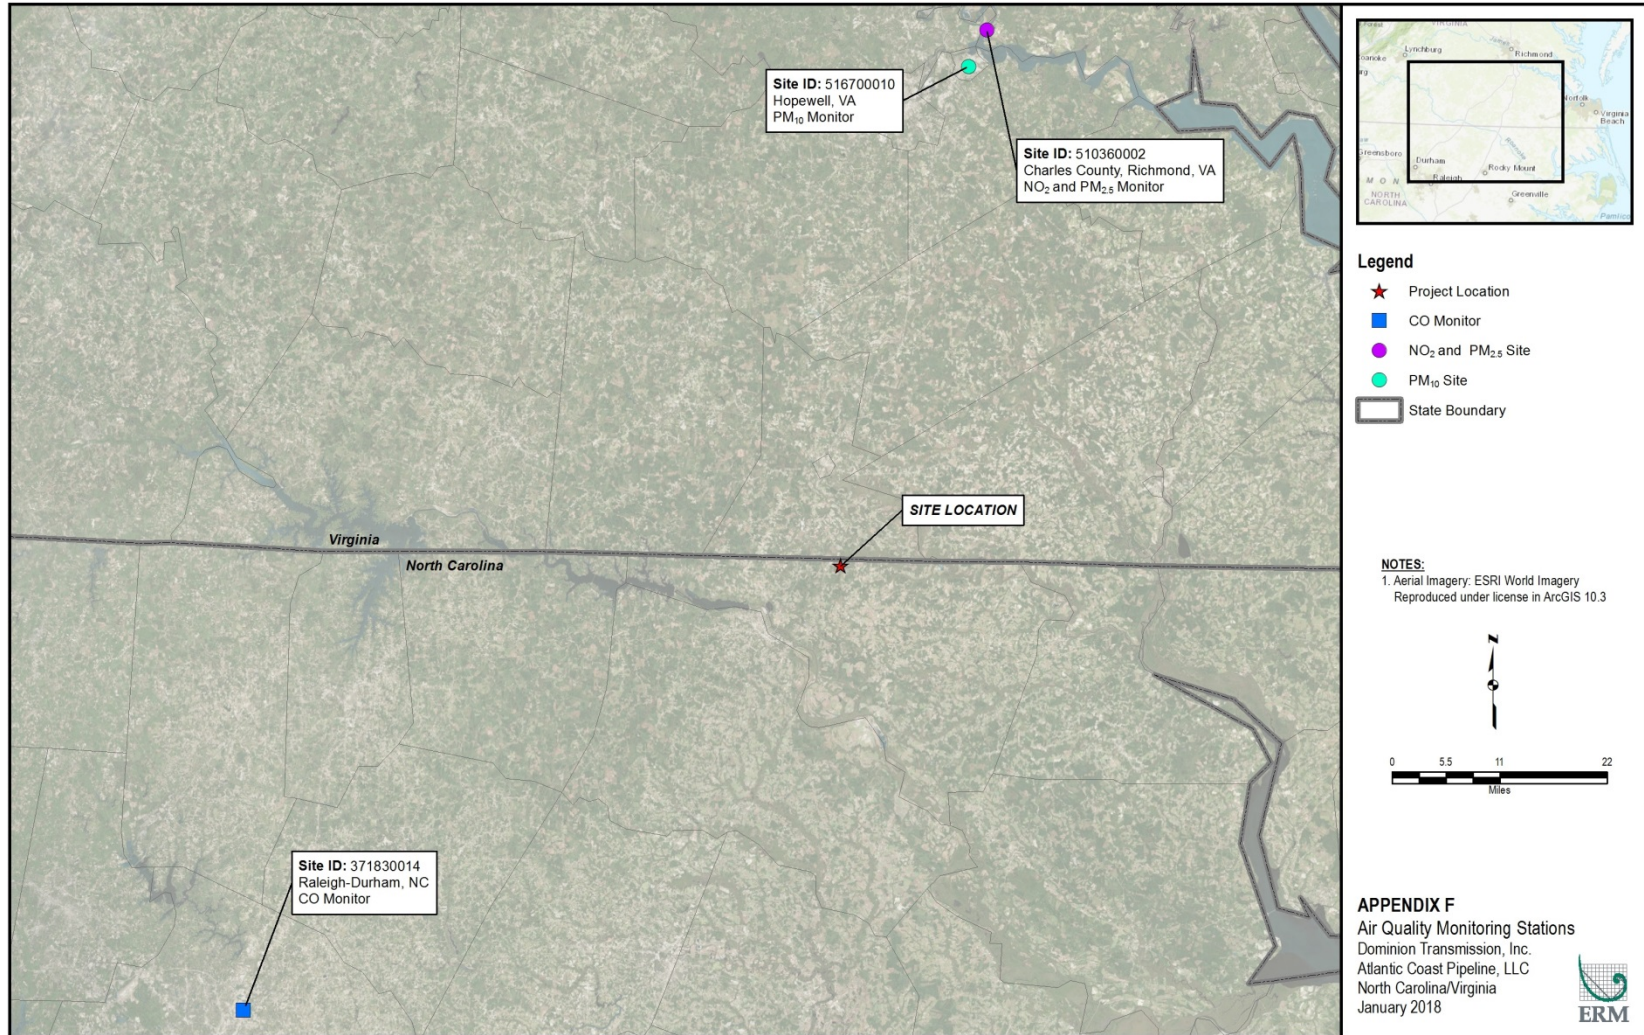 Site ID: 516700010
Hopewell, VA
PM₁₀ Monitor
Site ID: 510360002
Charles County, Richmond, VA
NO₂ and PM₂.₅ Monitor
SITE LOCATION
Virginia
North Carolina
Site ID: 371830014
Raleigh-Durham, NC
CO Monitor
VIRGINIA
Lynchburg
Richmond
Roanoke
Norfolk
Virginia
Beach
Greensboro
Durham
Raleigh
Rocky Mount
Roanoke
NORTH
CAROLINA
Greenville
Pamlico
Legend
Project Location
CO Monitor
NO₂ and PM₂.₅ Site
PM₁₀ Site
State Boundary
NOTES:
1. Aerial Imagery: ESRI World Imagery
Reproduced under license in ArcGIS 10.3
N
0 5.5 11 22
Miles
APPENDIX F
Air Quality Monitoring Stations
Dominion Transmission, Inc.
Atlantic Coast Pipeline, LLC
North Carolina/Virginia
January 2018
ERM